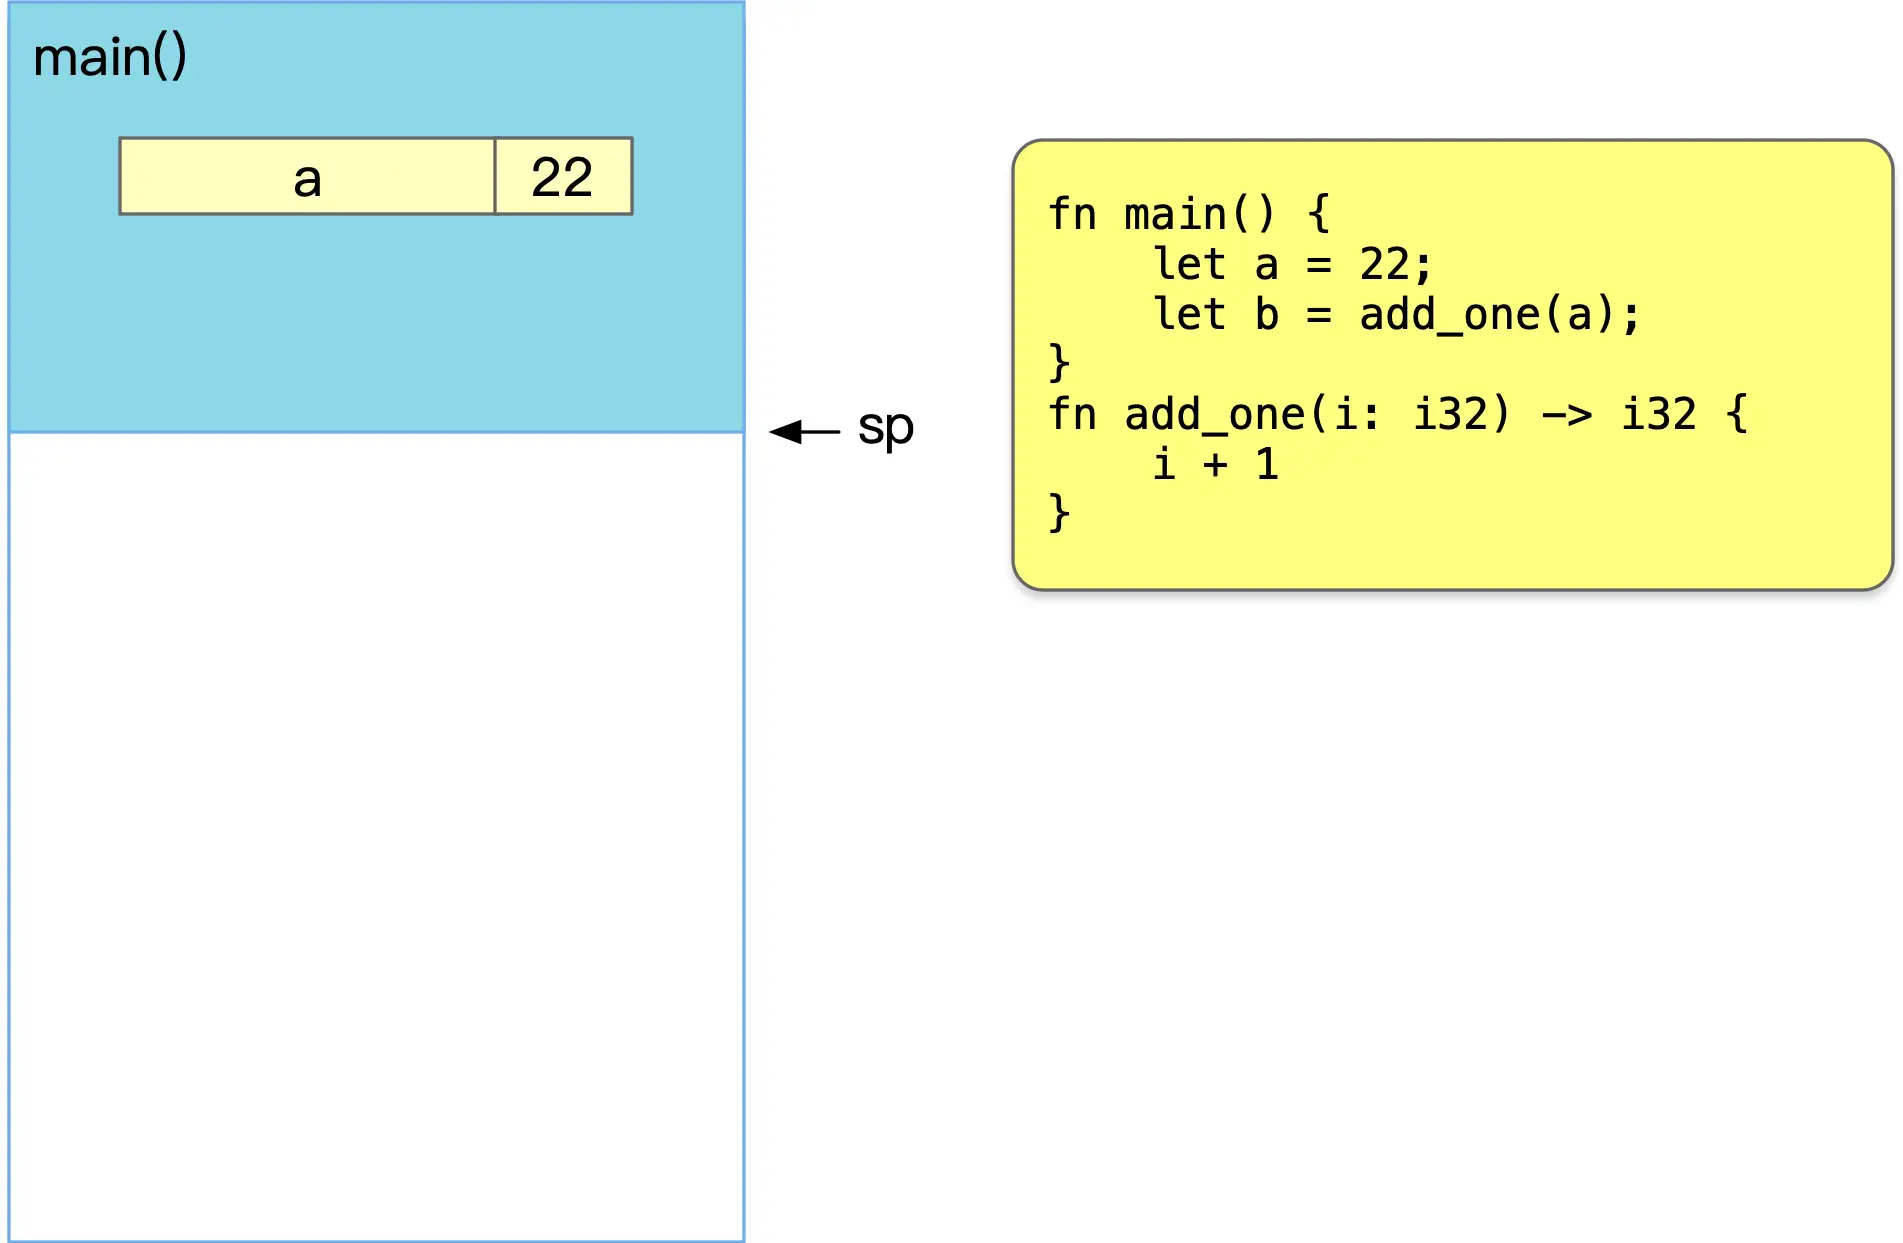 main()
a 22
sp
fn main() {
    let a = 22;
    let b = add_one(a);
}
fn add_one(i: i32) -> i32 {
    i + 1
}